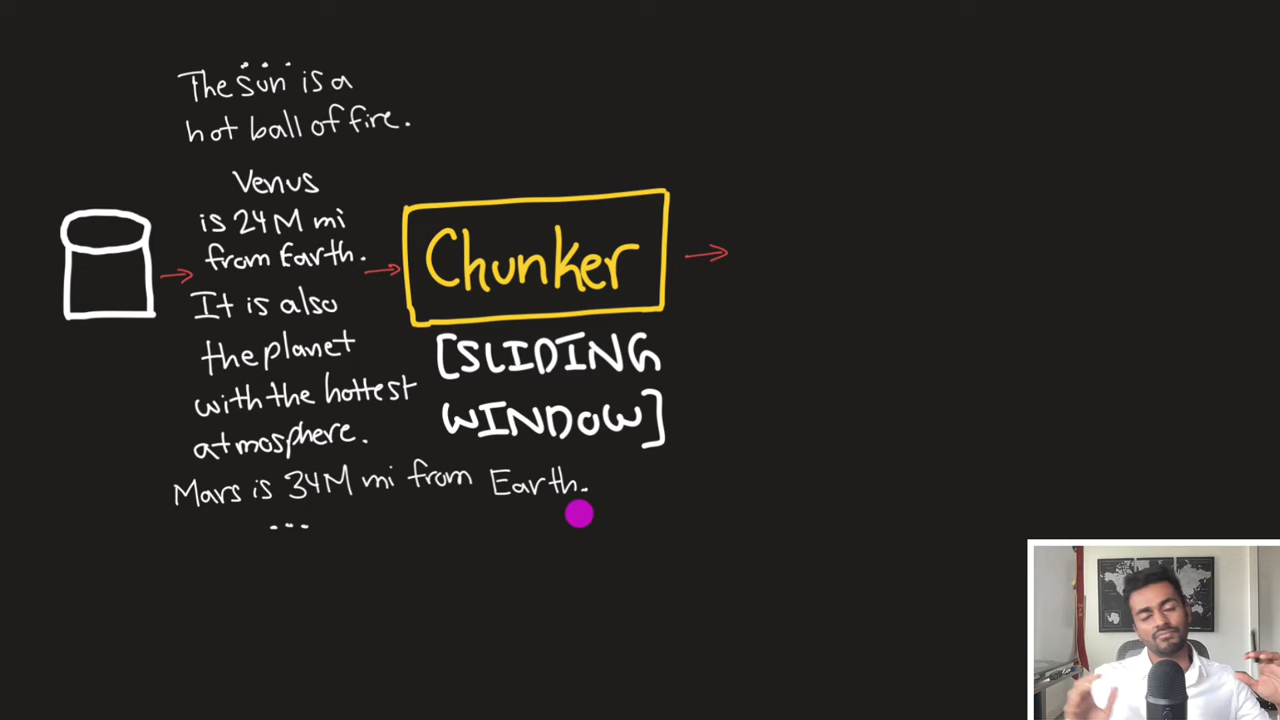 ...
The sun is a
hot ball of fire.
Venus
is 24M mi
from Earth.
It is also
the planet
with the hottest
atmosphere.
Mars is 34M mi from Earth.
...
Chunker
[SLIDING
WINDOW]